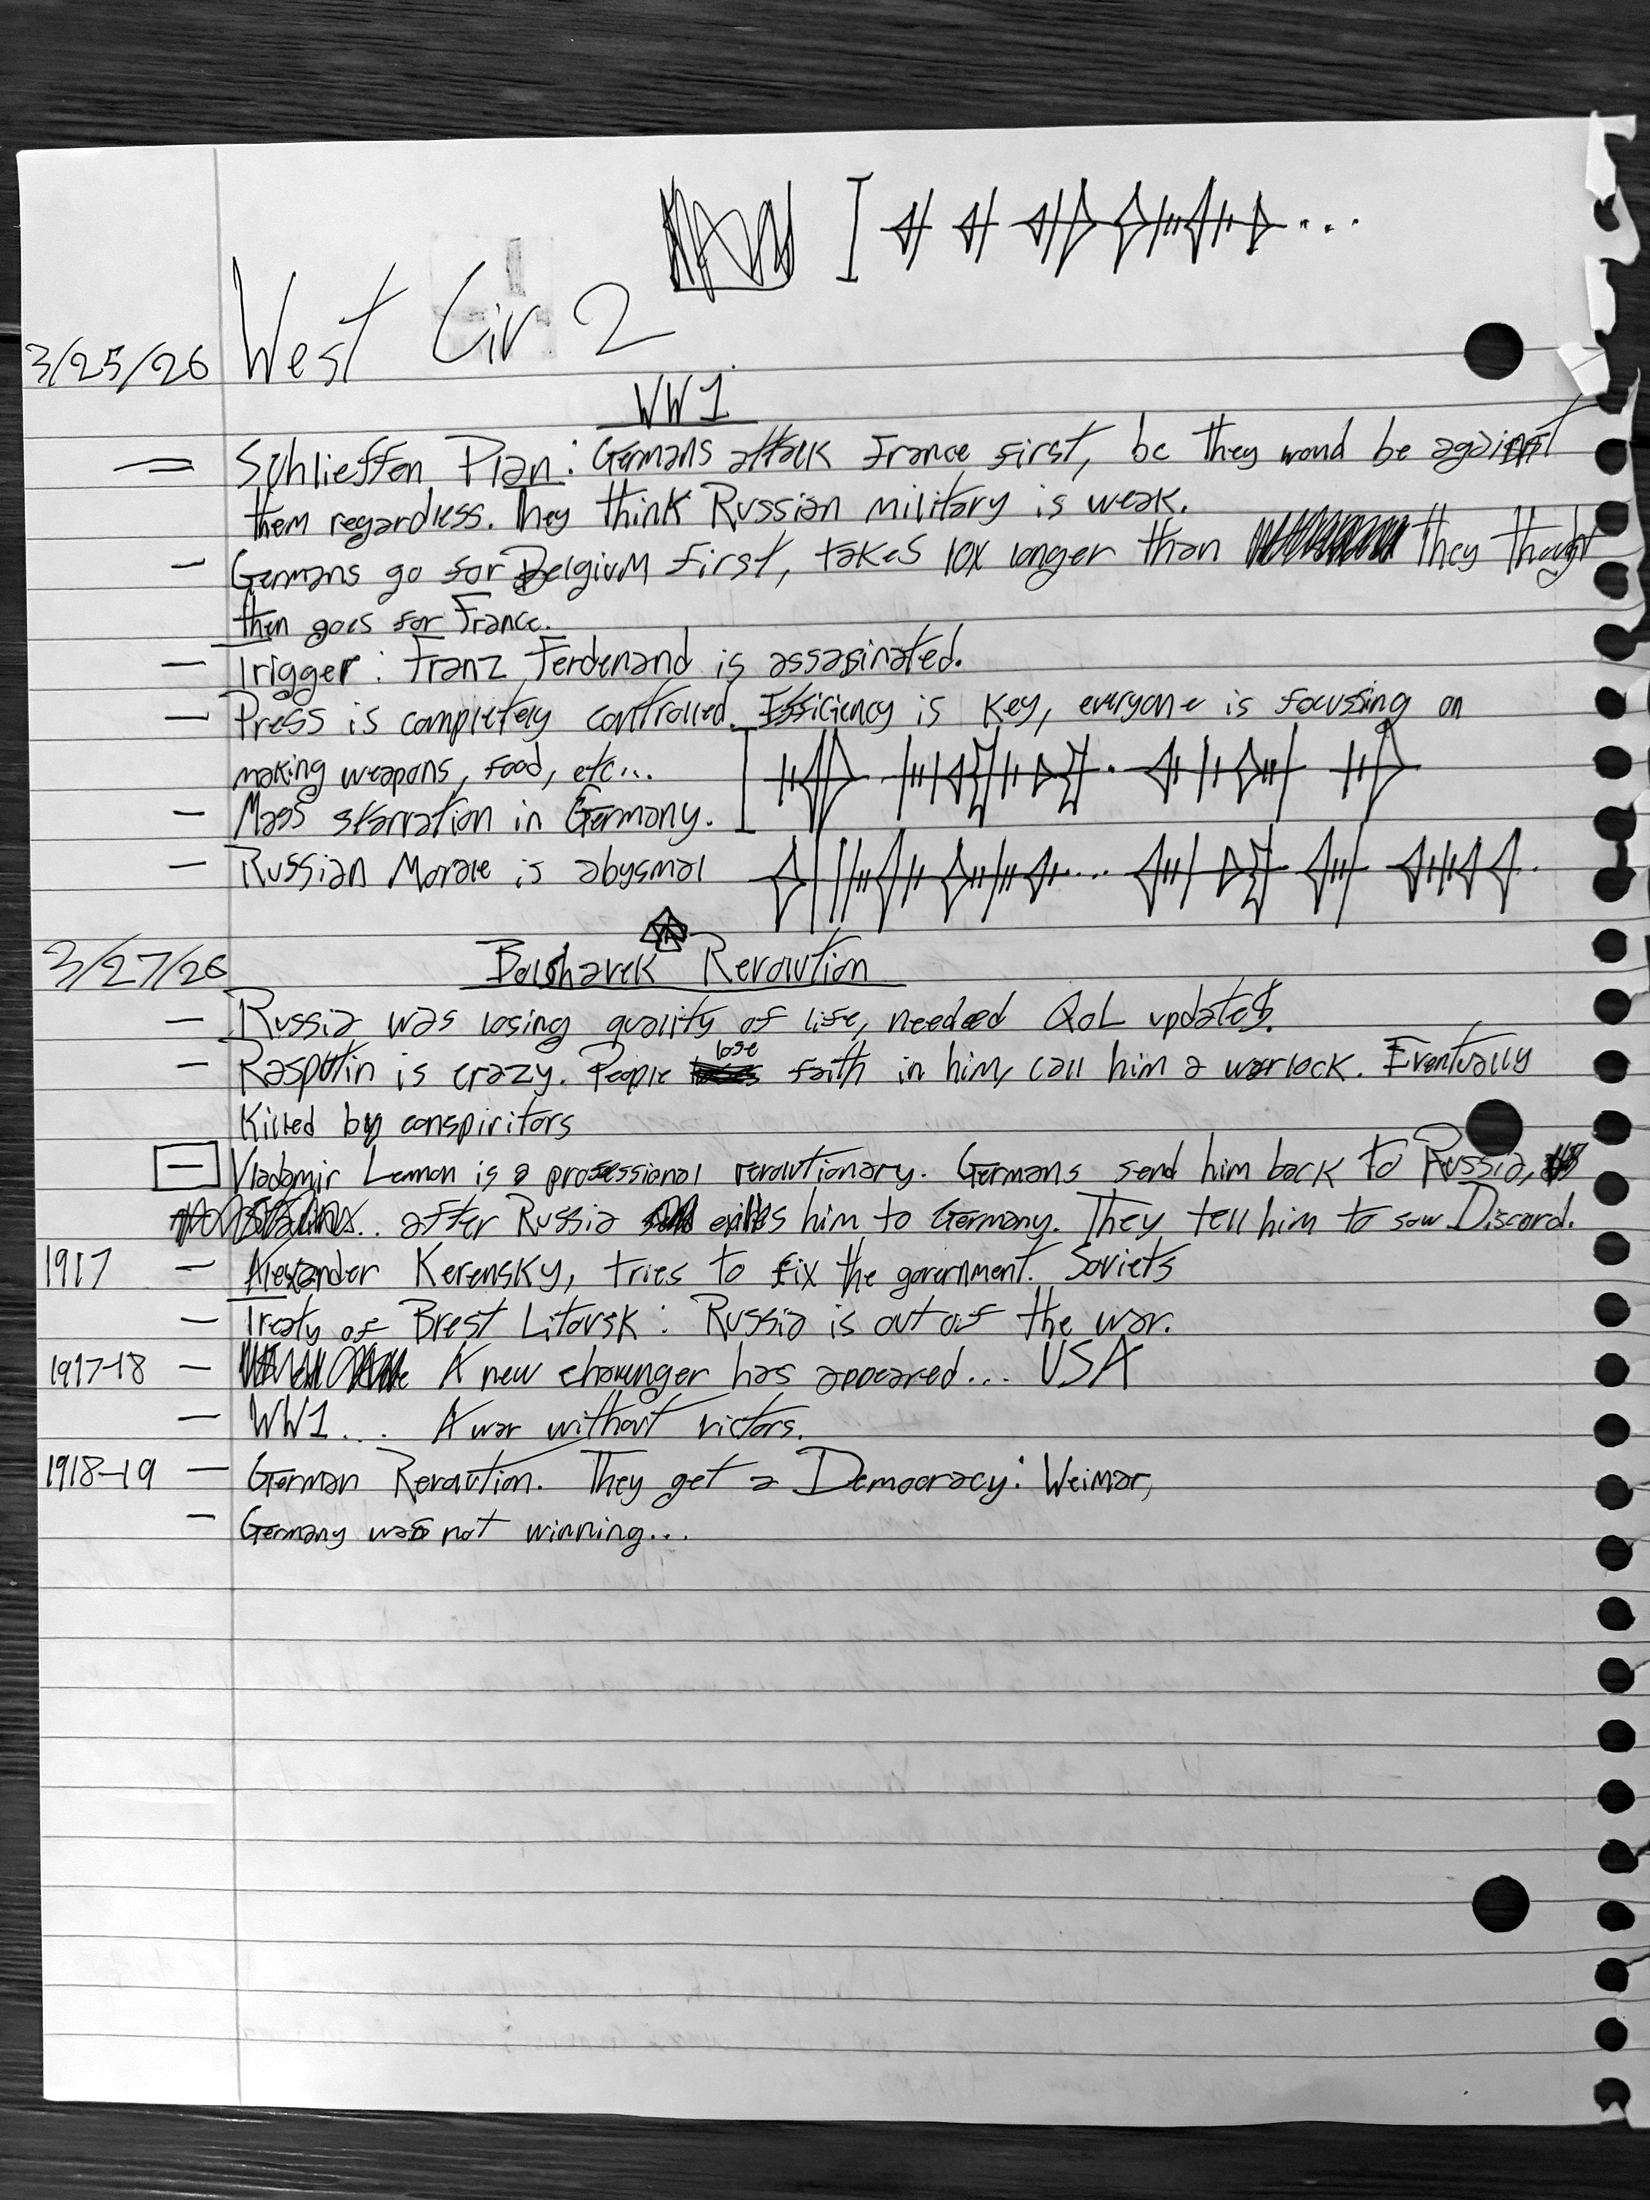 West Civ 2
3/25/26
WW1
= Schlieffen Plan: Germans attack France first, bc they woud be against
them regardless. They think Russian military is weak.
- Germans go for Belgium first, takes 10x longer than they thought
then goes for France.
- Trigger: Franz Ferdenand is assasinated.
- Press is completely controlled. Efficiency is key, everyone is focussing on
making weapons, food, etc...
- Mass starvation in Germany.
- Russian Morale is abysmal
3/27/26 Bolshavek Revolution
- Russia was losing quality of life, needed QoL updates.
- Rasputin is crazy. People lose faith in him, call him a warlock. Eventually
killed by conspiritors
- Vladamir Lennon is a professional revolutionary. Germans send him back to Russia,
after Russia exiles him to Germany. They tell him to sow Discord.
1917 - Alexander Kerensky, tries to fix the government. Soviets
- Treaty of Brest Litovsk: Russia is out of the war.
1917-18 - A new challenger has appeared... USA
- WW1... A war without victors.
1918-19 - German Revolution. They get a Democracy: Weimar,
- Germany was not winning...